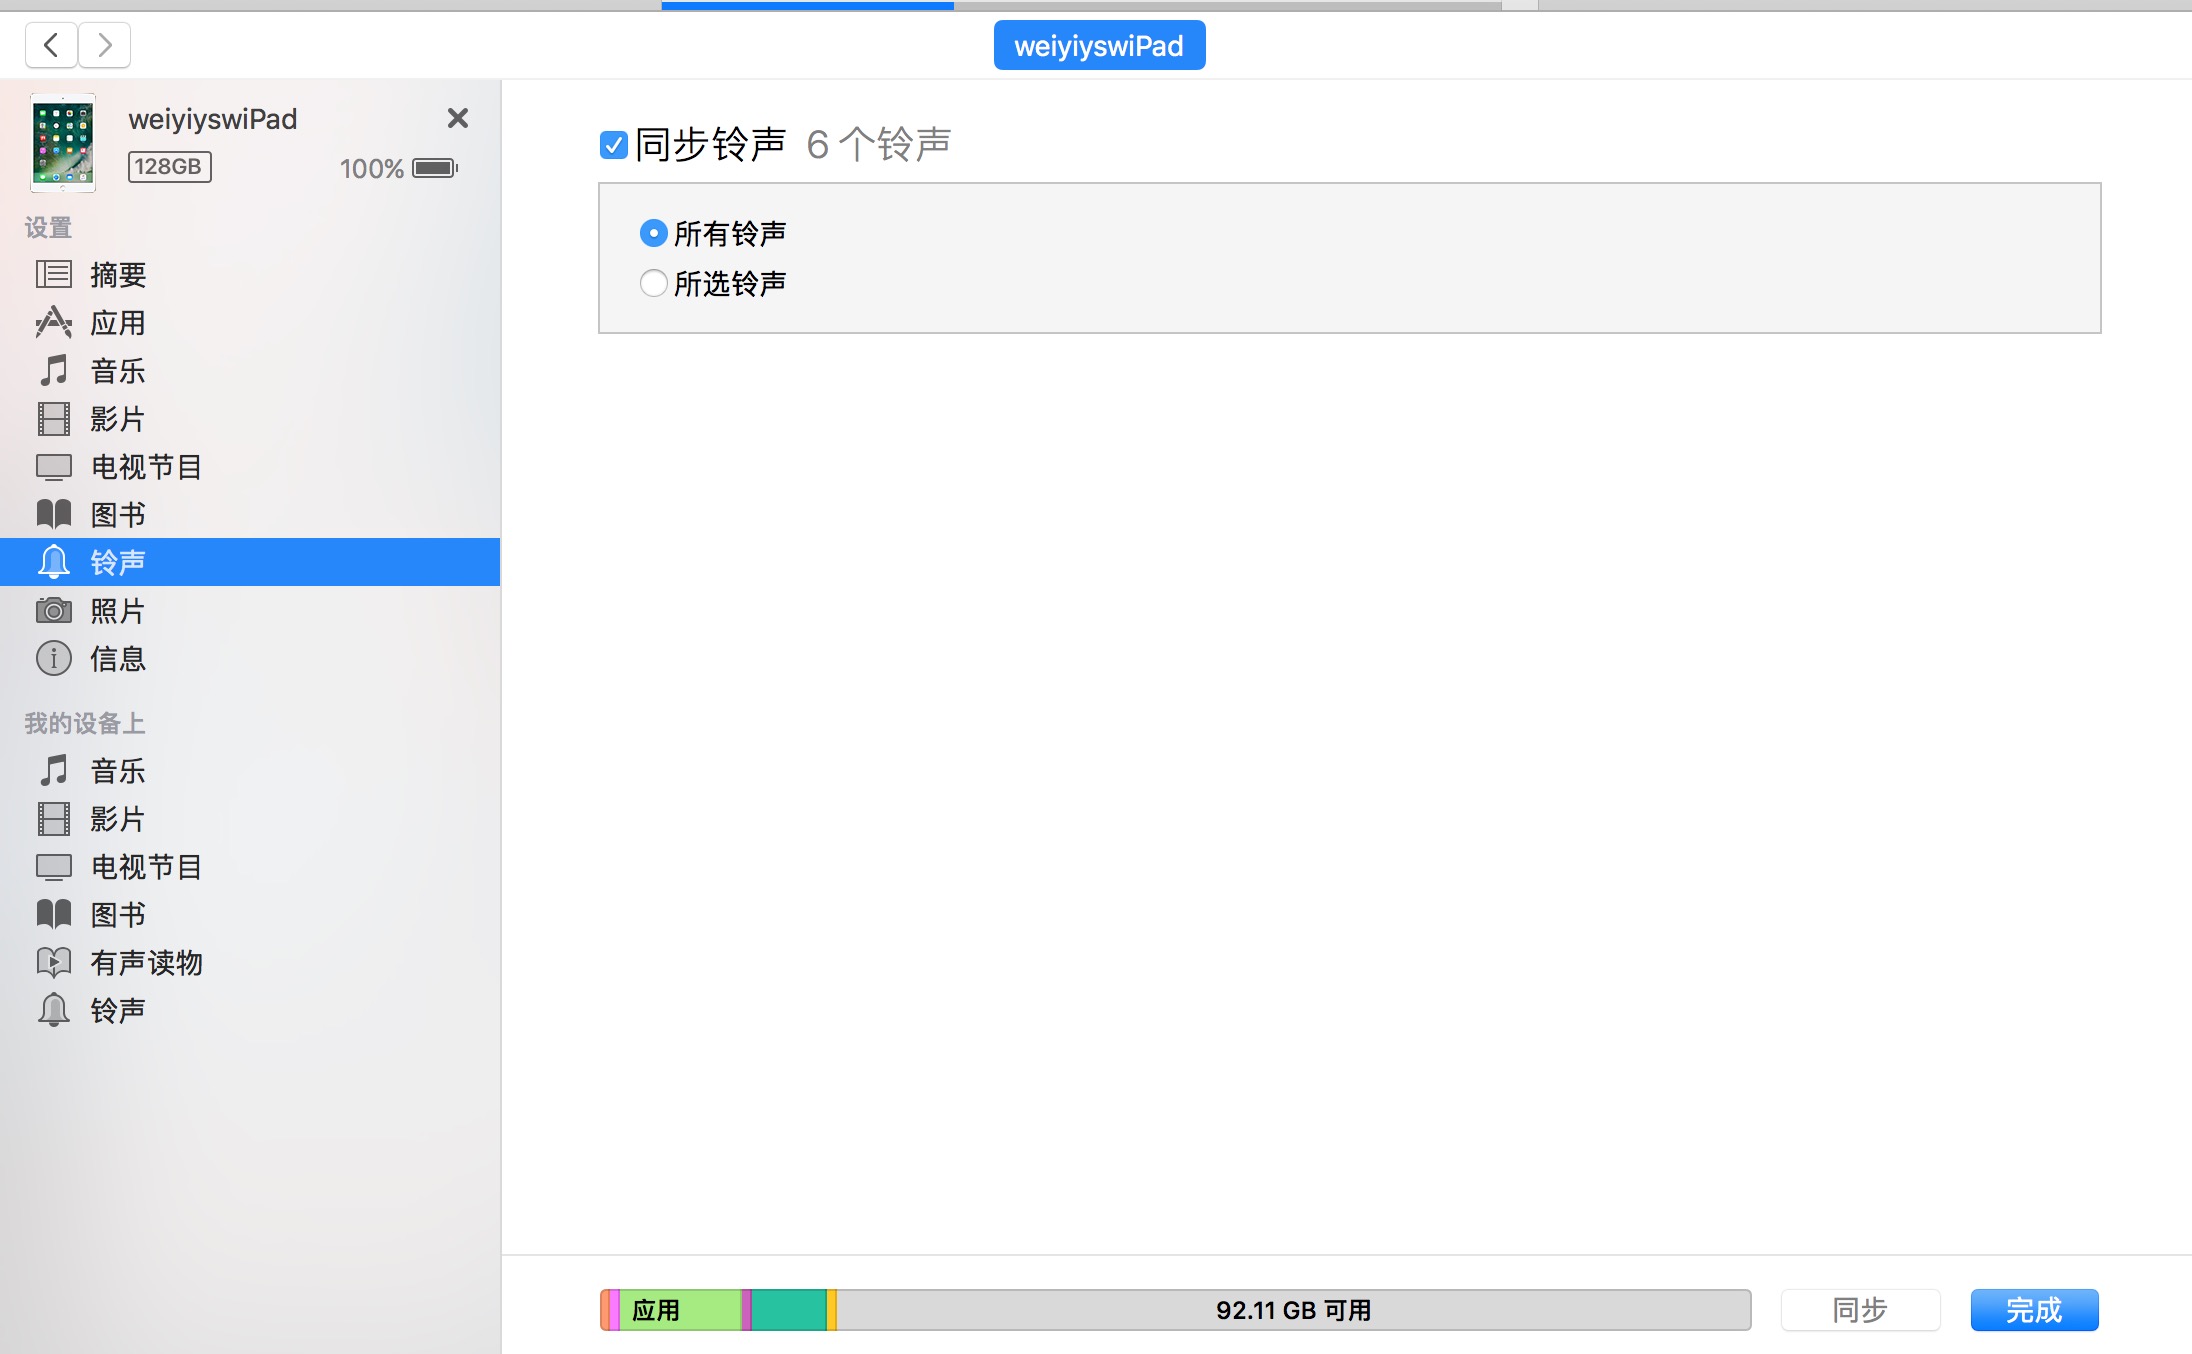 weiyiyswiPad
weiyiyswiPad
128GB
100%
设置
摘要
应用
音乐
影片
电视节目
图书
铃声
照片
信息
我的设备上
音乐
影片
电视节目
图书
有声读物
铃声
同步铃声 6 个铃声
所有铃声
所选铃声
应用
92.11 GB 可用
同步
完成